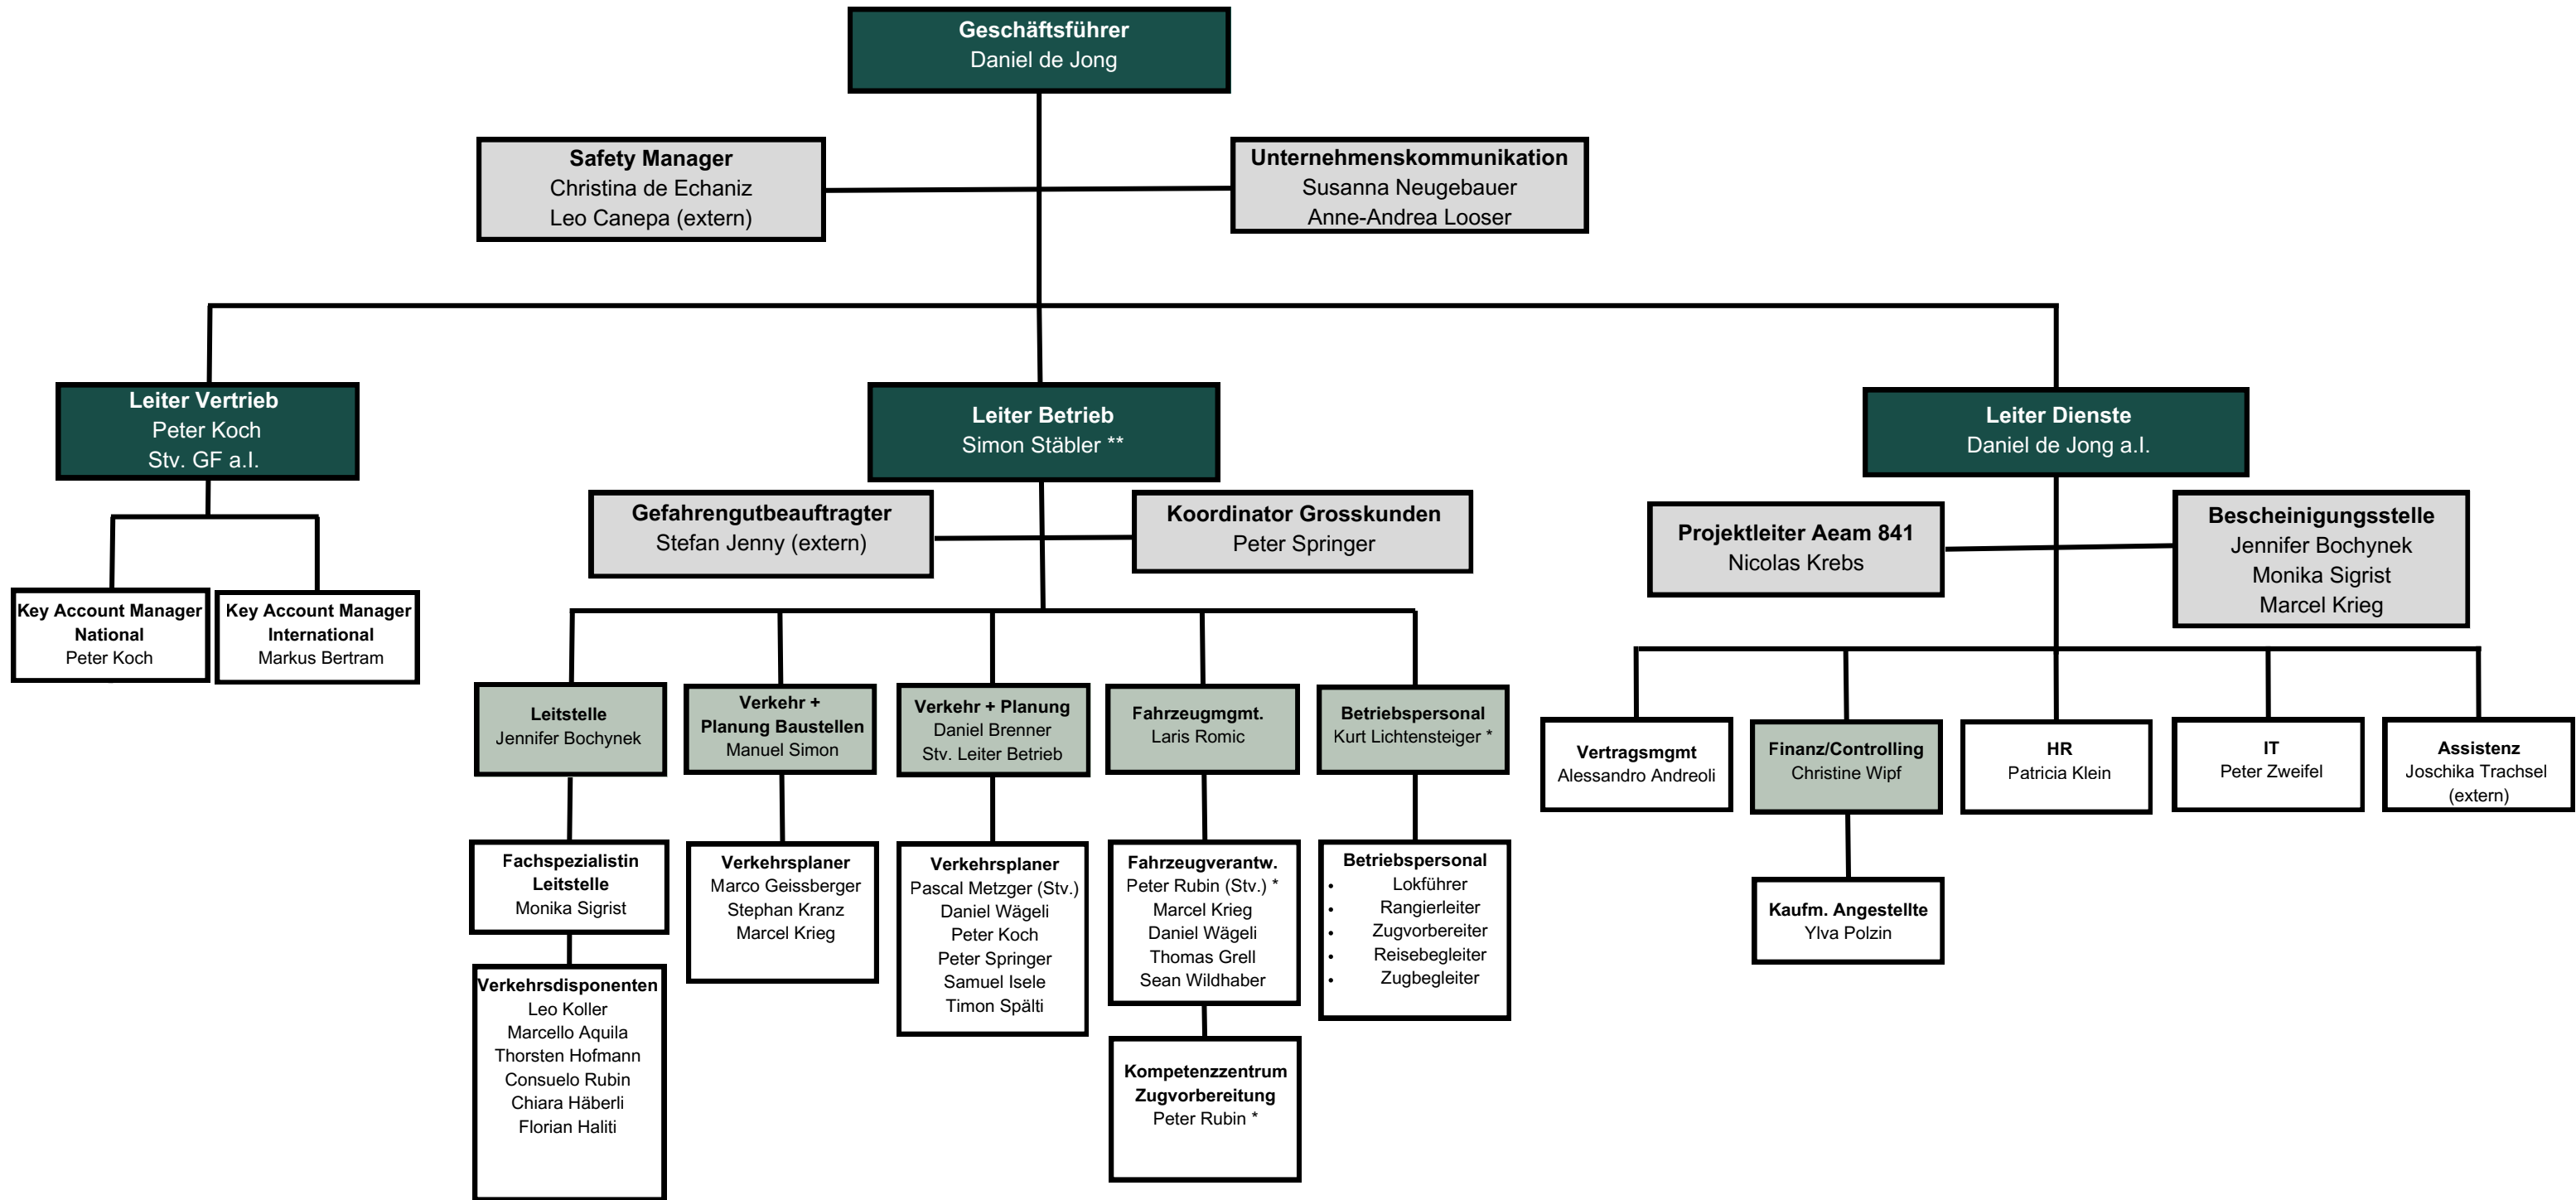 Geschäftsführer
Daniel de Jong
Safety Manager
Christina de Echaniz
Leo Canepa (extern)
Unternehmenskommunikation
Susanna Neugebauer
Anne-Andrea Looser
Leiter Vertrieb
Peter Koch
Stv. GF a.I.
Leiter Betrieb
Simon Stäbler **
Leiter Dienste
Daniel de Jong a.I.
Gefahrengutbeauftragter
Stefan Jenny (extern)
Koordinator Grosskunden
Peter Springer
Projektleiter Aeam 841
Nicolas Krebs
Bescheinigungsstelle
Jennifer Bochynek
Monika Sigrist
Marcel Krieg
Key Account Manager
National
Peter Koch
Key Account Manager
International
Markus Bertram
Leitstelle
Jennifer Bochynek
Verkehr +
Planung Baustellen
Manuel Simon
Verkehr + Planung
Daniel Brenner
Stv. Leiter Betrieb
Fahrzeugmgmt.
Laris Romic
Betriebspersonal
Kurt Lichtensteiger *
Vertragsmgmt
Alessandro Andreoli
Finanz/Controlling
Christine Wipf
HR
Patricia Klein
IT
Peter Zweifel
Assistenz
Joschika Trachsel
(extern)
Fachspezialistin
Leitstelle
Monika Sigrist
Verkehrsplaner
Marco Geissberger
Stephan Kranz
Marcel Krieg
Verkehrsplaner
Pascal Metzger (Stv.)
Daniel Wägeli
Peter Koch
Peter Springer
Samuel Isele
Timon Spälti
Fahrzeugverantw.
Peter Rubin (Stv.) *
Marcel Krieg
Daniel Wägeli
Thomas Grell
Sean Wildhaber
Betriebspersonal
• Lokführer
• Rangierleiter
• Zugvorbereiter
• Reisebegleiter
• Zugbegleiter
Kaufm. Angestellte
Ylva Polzin
Verkehrsdisponenten
Leo Koller
Marcello Aquila
Thorsten Hofmann
Consuelo Rubin
Chiara Häberli
Florian Haliti
Kompetenzzentrum
Zugvorbereitung
Peter Rubin *